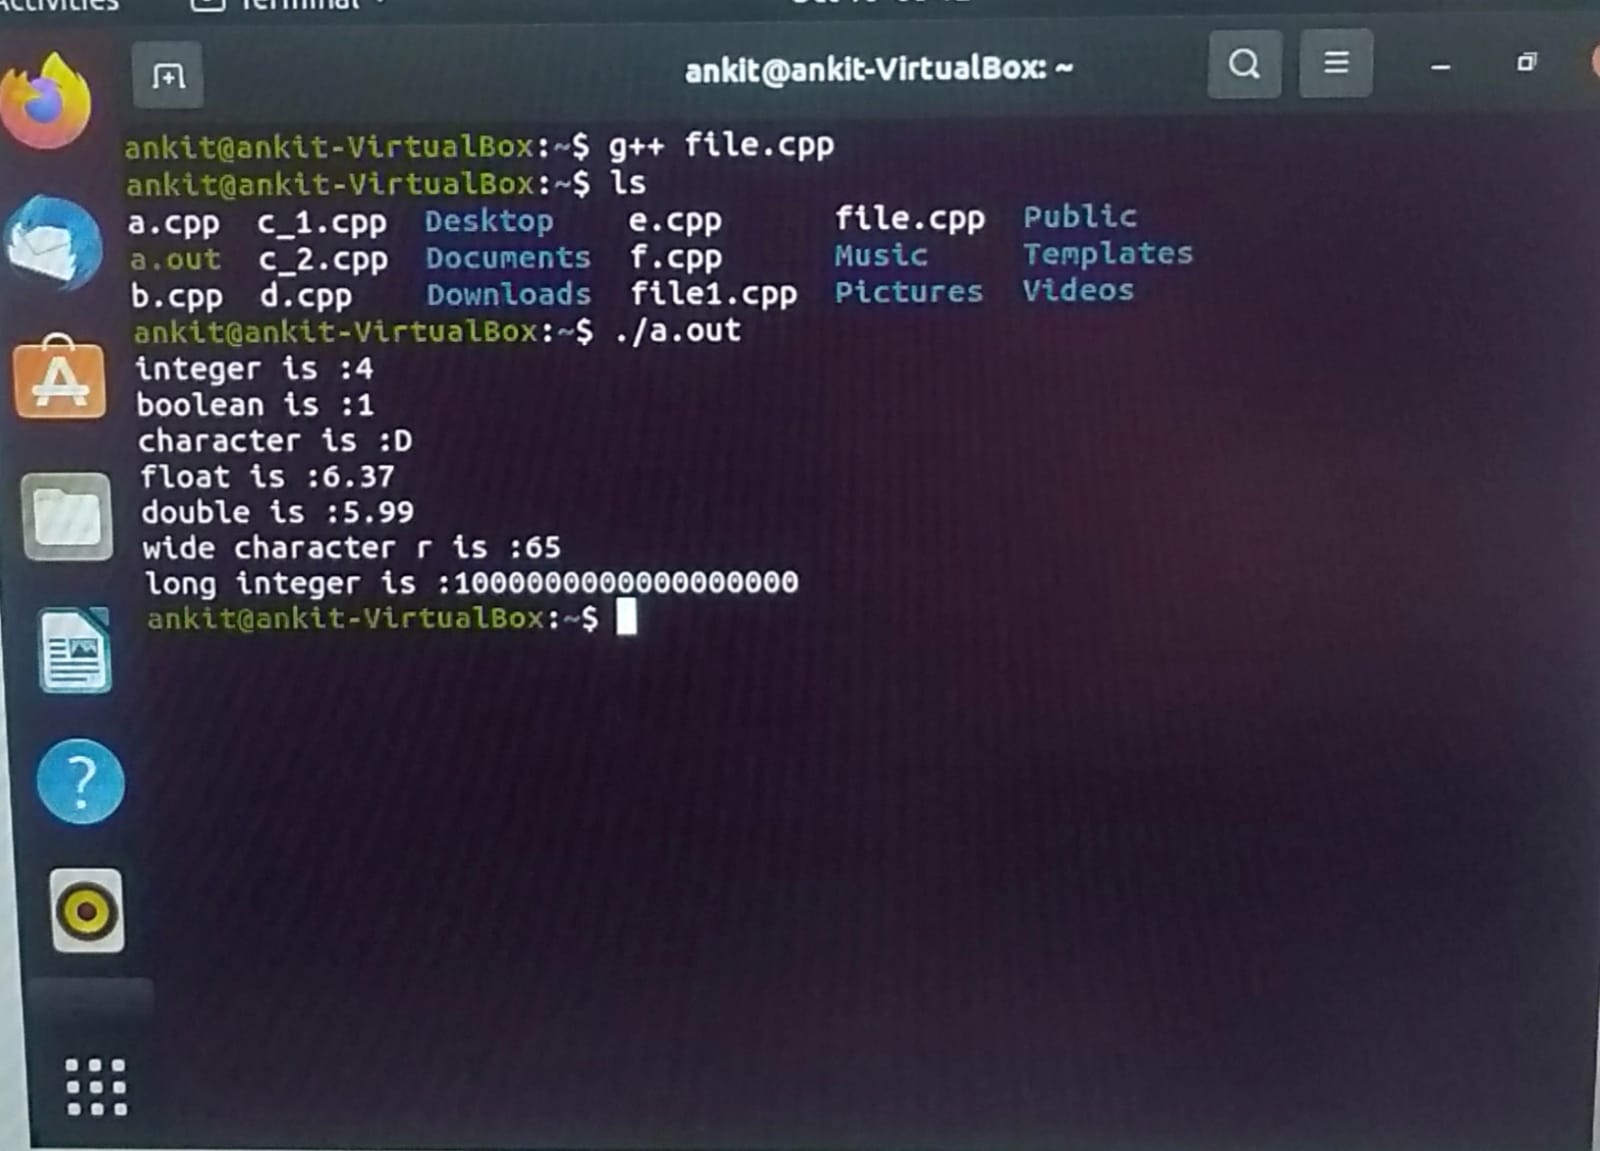 Activities Terminal
ankit@ankit-VirtualBox: ~
ankit@ankit-VirtualBox:~$ g++ file.cpp
ankit@ankit-VirtualBox:~$ ls
a.cpp c_1.cpp Desktop e.cpp file.cpp Public
a.out c_2.cpp Documents f.cpp Music Templates
b.cpp d.cpp Downloads file1.cpp Pictures Videos
ankit@ankit-VirtualBox:~$ ./a.out
integer is :4
boolean is :1
character is :D
float is :6.37
double is :5.99
wide character r is :65
long integer is :1000000000000000000
ankit@ankit-VirtualBox:~$